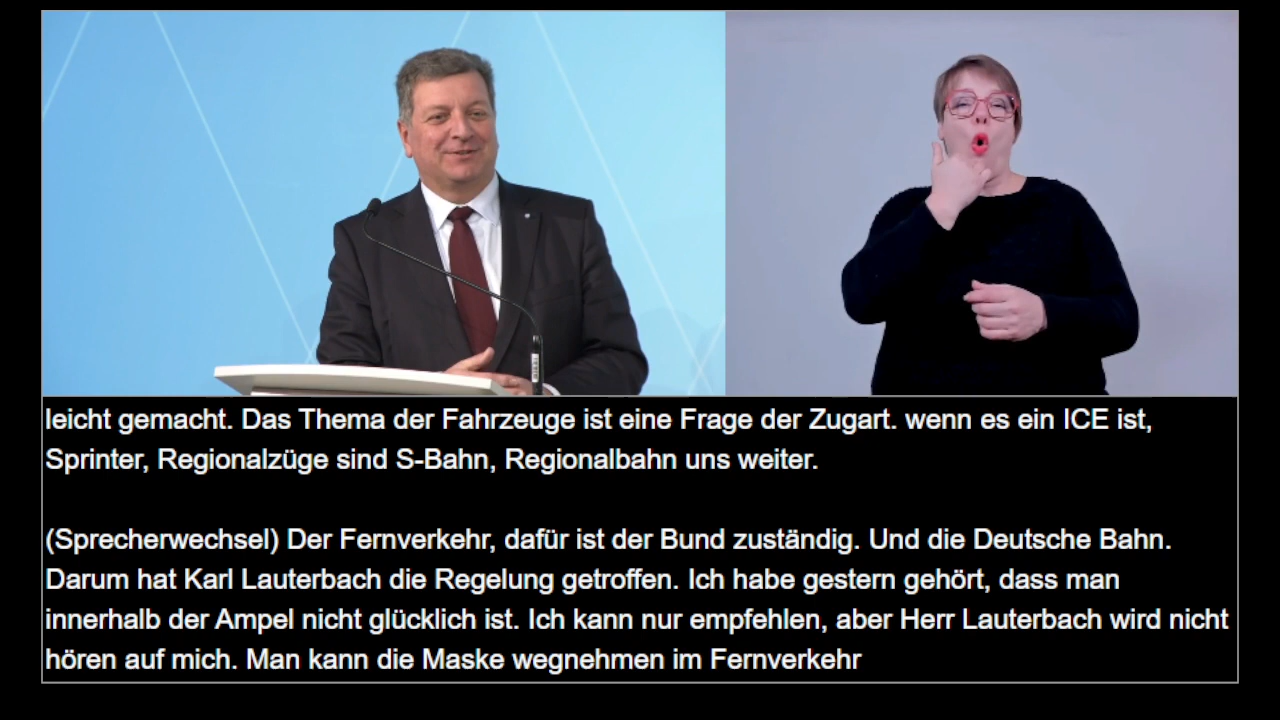 leicht gemacht. Das Thema der Fahrzeuge ist eine Frage der Zugart. wenn es ein ICE ist,
Sprinter, Regionalzüge sind S-Bahn, Regionalbahn uns weiter.
(Sprecherwechsel) Der Fernverkehr, dafür ist der Bund zuständig. Und die Deutsche Bahn.
Darum hat Karl Lauterbach die Regelung getroffen. Ich habe gestern gehört, dass man
innerhalb der Ampel nicht glücklich ist. Ich kann nur empfehlen, aber Herr Lauterbach wird nicht
hören auf mich. Man kann die Maske wegnehmen im Fernverkehr